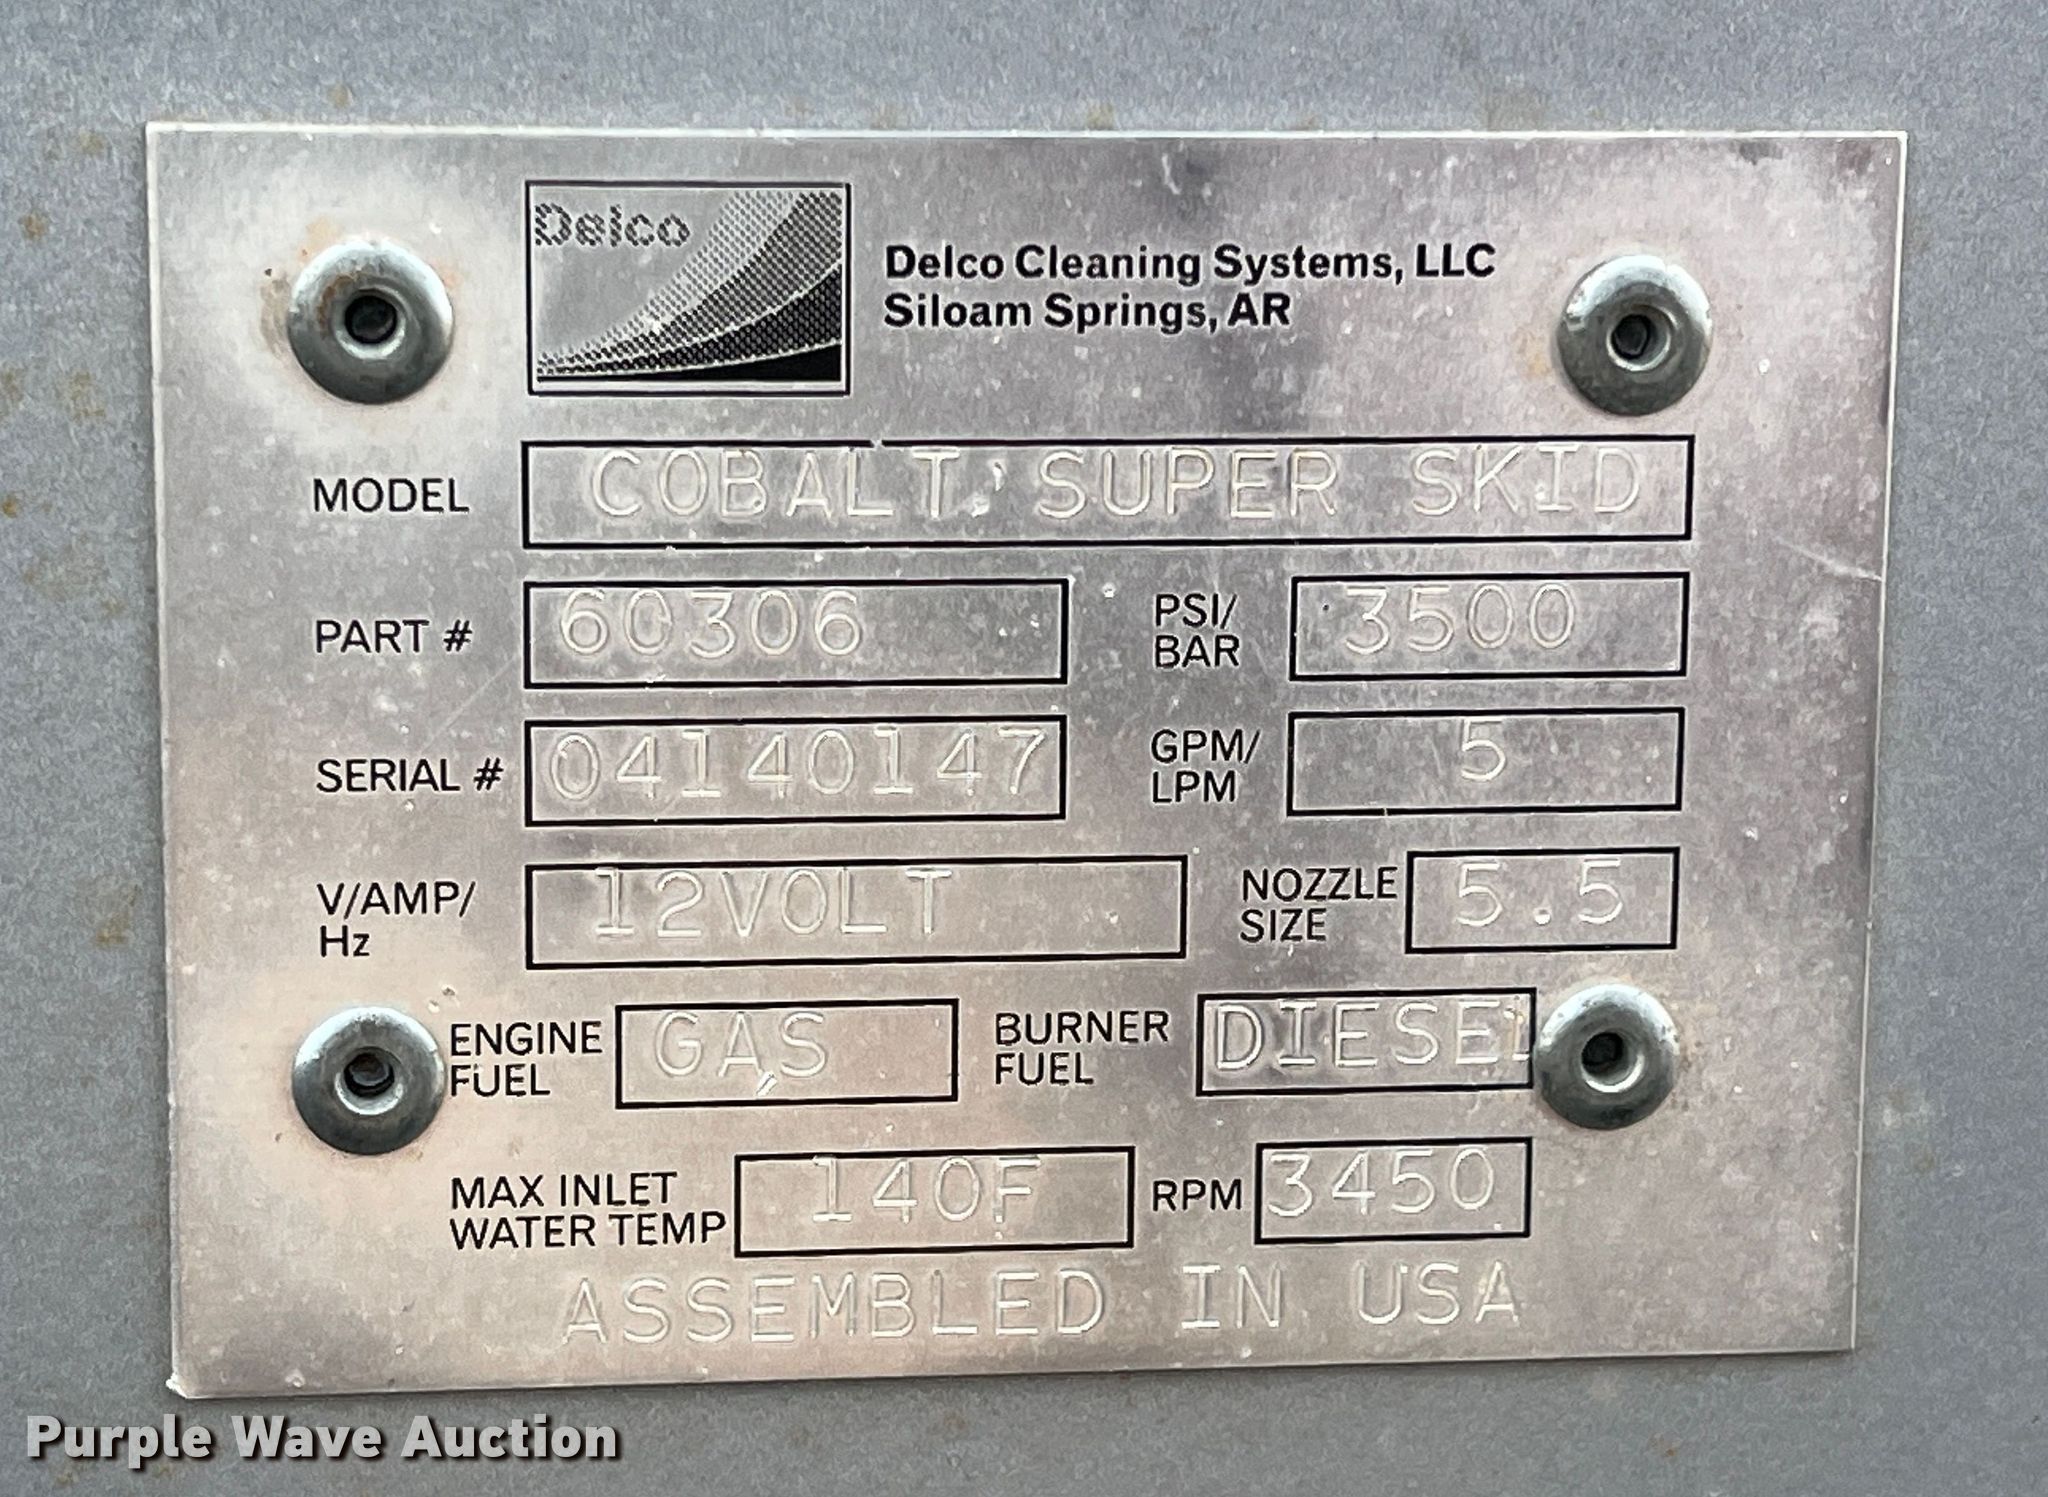 Delco
Delco Cleaning Systems, LLC
Siloam Springs, AR
MODEL COBALT SUPER SKID
PART # 60306 PSI/ BAR 3500
SERIAL # 04140147 GPM/ LPM 5
V/AMP/ Hz 12VOLT NOZZLE SIZE 5.5
ENGINE FUEL GAS BURNER FUEL DIESEL
MAX INLET WATER TEMP 140F RPM 3450
ASSEMBLED IN USA
Purple Wave Auction